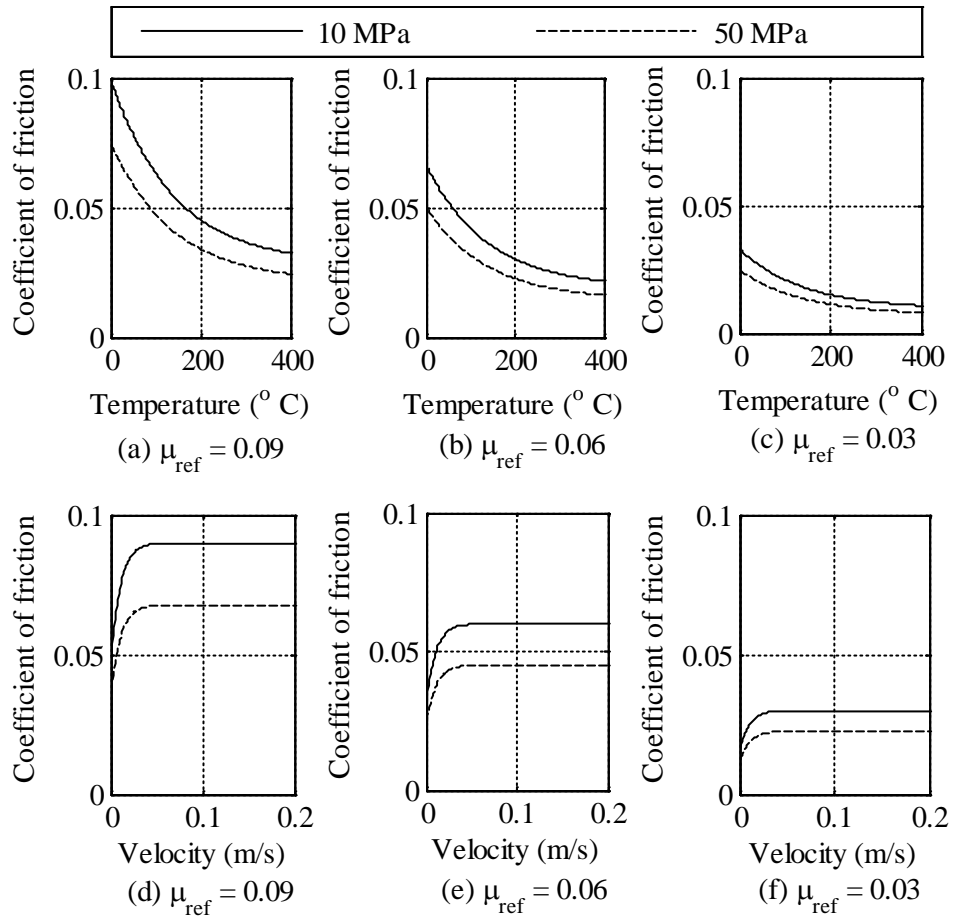 10 MPa 50 MPa
Coefficient of friction
0.1
0.05
0
0 200 400
Temperature (° C)
(a) μref = 0.09
Coefficient of friction
0.1
0.05
0
0 200 400
Temperature (° C)
(b) μref = 0.06
Coefficient of friction
0.1
0.05
0
0 200 400
Temperature (° C)
(c) μref = 0.03
Coefficient of friction
0.1
0.05
0
0 0.1 0.2
Velocity (m/s)
(d) μref = 0.09
Coefficient of friction
0.1
0.05
0
0 0.1 0.2
Velocity (m/s)
(e) μref = 0.06
Coefficient of friction
0.1
0.05
0
0 0.1 0.2
Velocity (m/s)
(f) μref = 0.03